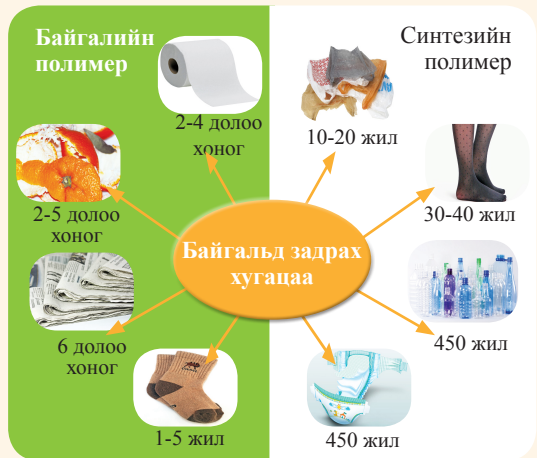 Байгалийн
полимер
Синтезийн
полимер
2-4 долоо
хоног
10-20 жил
2-5 долоо
хоног
30-40 жил
Байгальд задрах
хугацаа
6 долоо
хоног
450 жил
1-5 жил
450 жил